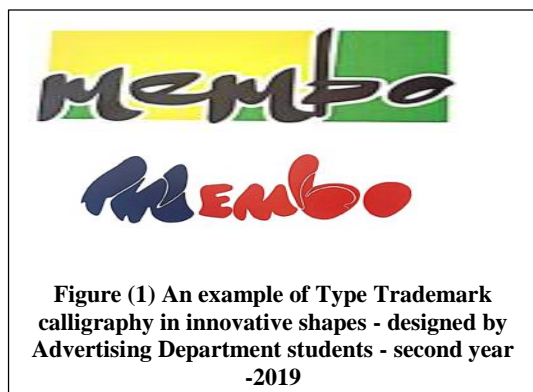 membo
Membo
Figure (1) An example of Type Trademark
calligraphy in innovative shapes - designed by
Advertising Department students - second year
-2019